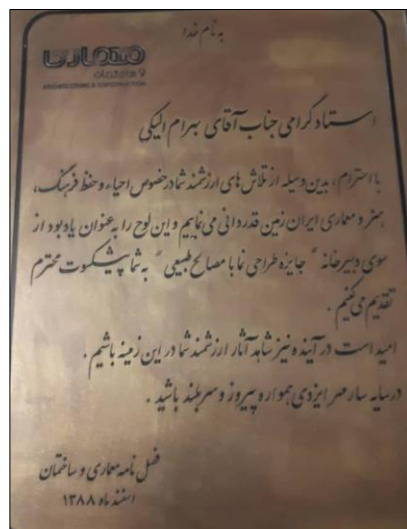 به نام خدا
معماری
و ساختمان
ARCHITECTURE & CONSTRUCTION
استاد گرامی جناب آقای بهرام الیکی
با احترام، بدین وسیله از تلاش های ارزشمند شما در خصوص احیاء و حفظ فرهنگ،
هنر و معماری ایران زمین قدردانی می نماییم و این لوح را به عنوان یادبود از
سوی دبیرخانه " جایزه طراحی نما با مصالح طبیعی " به شما پیشکسوت محترم
تقدیم می کنیم .
امید است در آینده نیز شاهد آثار ارزشمند شما در این زمینه باشیم .
در سایه سار مهر ایزدی همواره پیروز و سربلند باشید .
فصل نامه معماری و ساختمان
اسفند ماه ۱۳۸۸